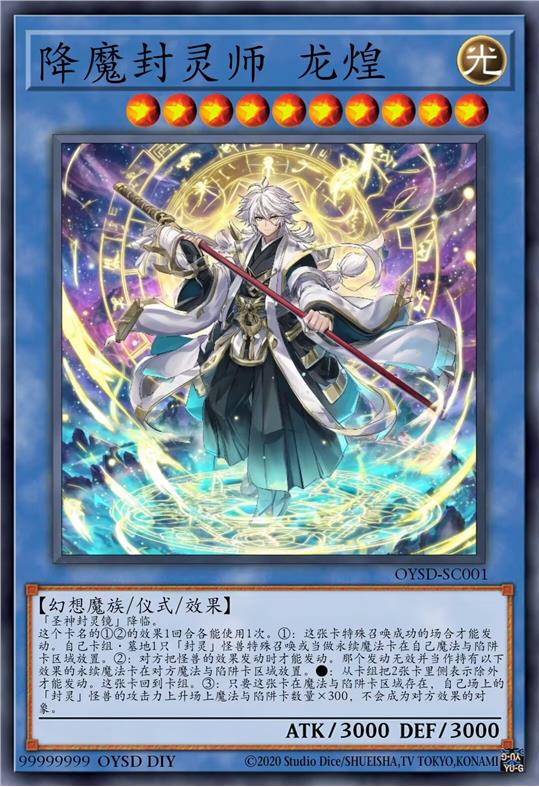 降魔封灵师 龙煌
光
OYSD-SC001
【幻想魔族/仪式/效果】
「圣神封灵镜」降临。
这个卡名的①②的效果1回合各能使用1次。①：这张卡特殊召唤成功的场合才能发
动。自己卡组·墓地1只「封灵」怪兽特殊召唤或当做永续魔法卡在自己魔法与陷阱
卡区域放置。②：对方把怪兽的效果发动时才能发动。那个发动无效并当作持有以下
效果的永续魔法卡在对方魔法与陷阱卡区域放置。●：从卡组把2张卡里侧表示除外
才能发动。这张卡回到卡组。③：只要这张卡在魔法与陷阱卡区域存在，自己场上的
「封灵」怪兽的攻击力上升场上魔法与陷阱卡数量×300，不会成为对方效果的对
象。
ATK/3000 DEF/3000
99999999 OYSD DIY
©2020 Studio Dice/SHUEISHA,TV TOKYO,KONAMI